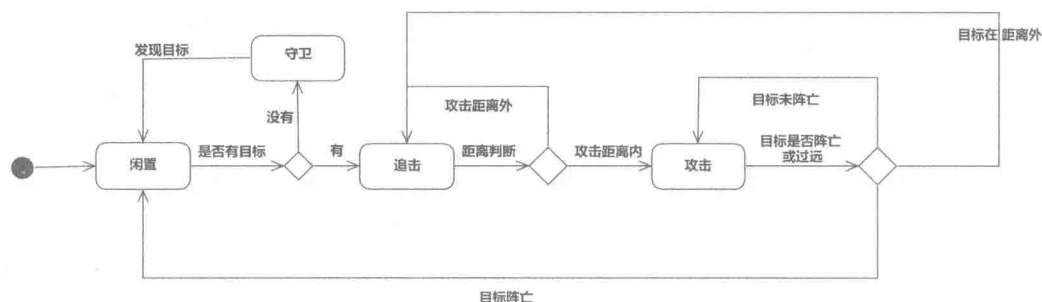 目标在 距离外
发现目标
守卫
没有
攻击距离外
目标未阵亡
闲置
是否有目标
有
追击
距离判断
攻击距离内
攻击
目标是否阵亡
或过远
目标阵亡